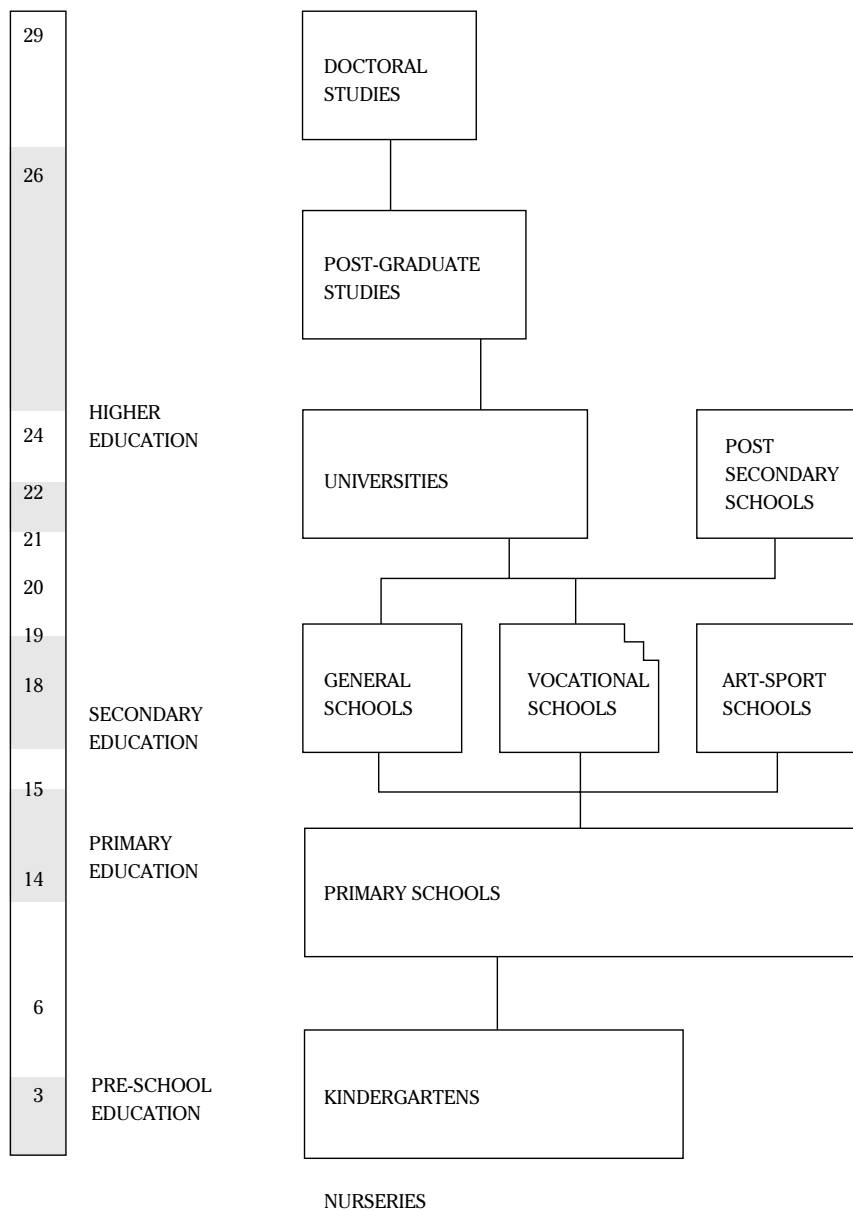 29
DOCTORAL
STUDIES
26
POST-GRADUATE
STUDIES
HIGHER
EDUCATION
24
UNIVERSITIES
POST
SECONDARY
SCHOOLS
22
21
20
19
18
GENERAL
SCHOOLS
VOCATIONAL
SCHOOLS
ART-SPORT
SCHOOLS
SECONDARY
EDUCATION
15
PRIMARY
EDUCATION
14
PRIMARY SCHOOLS
6
3
PRE-SCHOOL
EDUCATION
KINDERGARTENS
NURSERIES